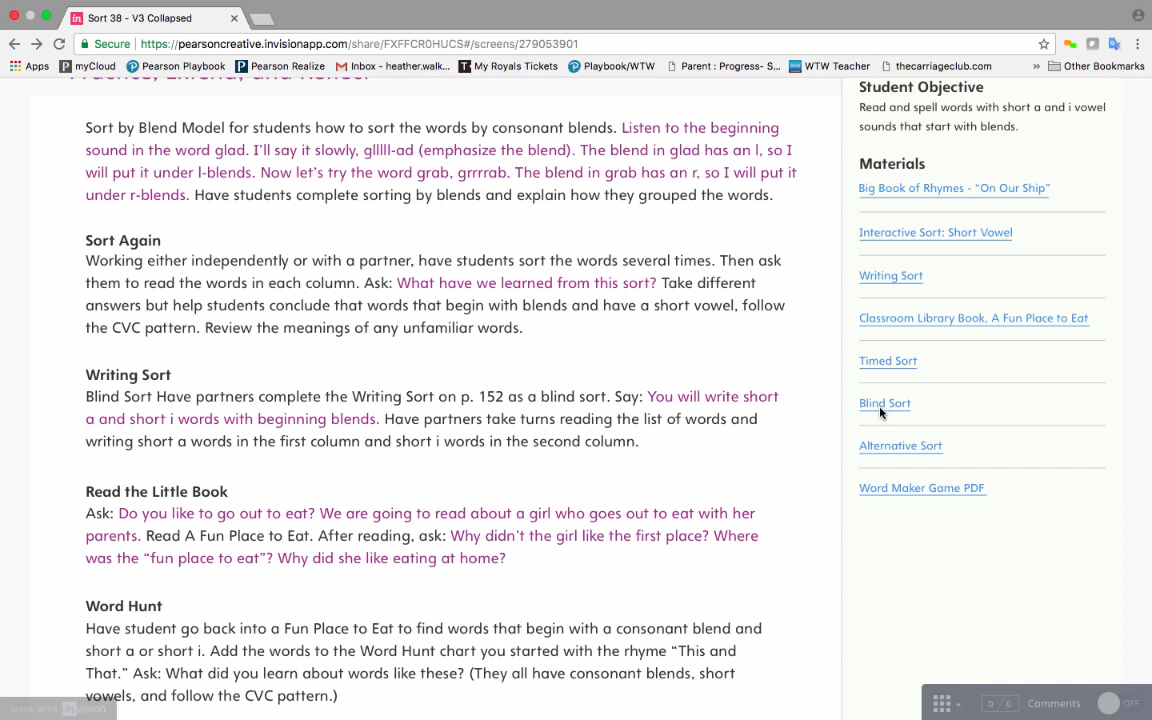 Sort 38 - V3 Collapsed
Secure https://pearsoncreative.invisionapp.com/share/FXFFCR0HUCS#/screens/279053901
Apps myCloud Pearson Playbook Pearson Realize Inbox - heather.walk... My Royals Tickets Playbook/WTW Parent : Progress- S... WTW Teacher thecarriageclub.com » Other Bookmarks
Sort by Blend Model for students how to sort the words by consonant blends. Listen to the beginning
sound in the word glad. I'll say it slowly, glllll-ad (emphasize the blend). The blend in glad has an l, so I
will put it under l-blends. Now let's try the word grab, grrrrab. The blend in grab has an r, so I will put it
under r-blends. Have students complete sorting by blends and explain how they grouped the words.
Sort Again
Working either independently or with a partner, have students sort the words several times. Then ask
them to read the words in each column. Ask: What have we learned from this sort? Take different
answers but help students conclude that words that begin with blends and have a short vowel, follow
the CVC pattern. Review the meanings of any unfamiliar words.
Writing Sort
Blind Sort Have partners complete the Writing Sort on p. 152 as a blind sort. Say: You will write short
a and short i words with beginning blends. Have partners take turns reading the list of words and
writing short a words in the first column and short i words in the second column.
Read the Little Book
Ask: Do you like to go out to eat? We are going to read about a girl who goes out to eat with her
parents. Read A Fun Place to Eat. After reading, ask: Why didn't the girl like the first place? Where
was the “fun place to eat”? Why did she like eating at home?
Word Hunt
Have student go back into a Fun Place to Eat to find words that begin with a consonant blend and
short a or short i. Add the words to the Word Hunt chart you started with the rhyme “This and
That.” Ask: What did you learn about words like these? (They all have consonant blends, short
vowels, and follow the CVC pattern.)
Student Objective
Read and spell words with short a and i vowel
sounds that start with blends.
Materials
Big Book of Rhymes - “On Our Ship”
Interactive Sort: Short Vowel
Writing Sort
Classroom Library Book, A Fun Place to Eat
Timed Sort
Blind Sort
Alternative Sort
Word Maker Game PDF
MADE WITH in VISION
0 / 0 Comments OFF